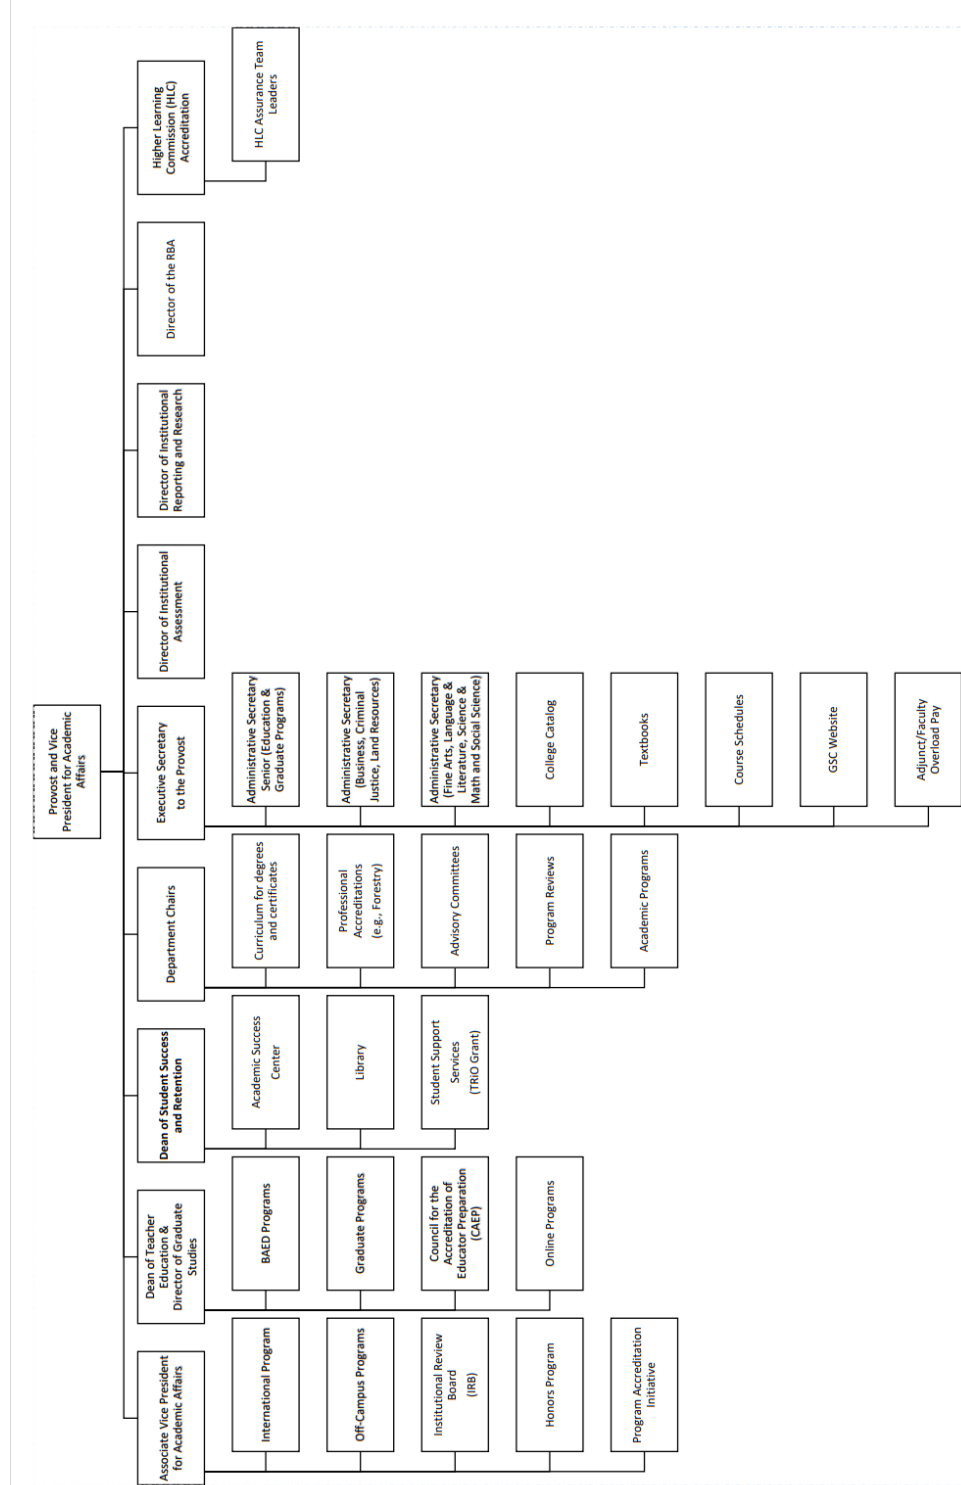 Provost and Vice
President for Academic
Affairs
Associate Vice President
for Academic Affairs
International Program
Off-Campus Programs
Institutional Review
Board
(IRB)
Honors Program
Program Accreditation
Initiative
Dean of Teacher
Education &
Director of Graduate
Studies
BAED Programs
Graduate Programs
Council for the
Accreditation of
Educator Preparation
(CAEP)
Online Programs
Dean of Student Success
and Retention
Academic Success
Center
Library
Student Support
Services
(TRiO Grant)
Department Chairs
Curriculum for degrees
and certificates
Professional
Accreditations
(e.g., Forestry)
Advisory Committees
Program Reviews
Academic Programs
Executive Secretary
to the Provost
Administrative Secretary
Senior (Education &
Graduate Programs)
Administrative Secretary
(Business, Criminal
Justice, Land Resources)
Administrative Secretary
(Fine Arts, Language &
Literature, Science &
Math and Social Science)
College Catalog
Textbooks
Course Schedules
GSC Website
Adjunct/Faculty
Overload Pay
Director of Institutional
Assessment
Director of Institutional
Reporting and Research
Director of the RBA
Higher Learning
Commission (HLC)
Accreditation
HLC Assurance Team
Leaders